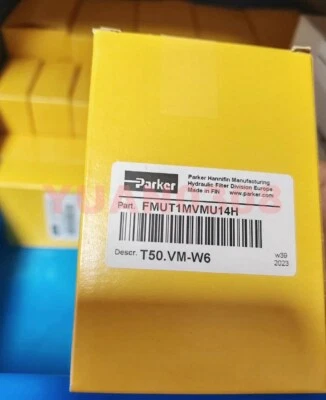 Parker
Parker Hannifin Manufacturing
Hydraulic Filter Division Europe
Made in FIN www.parker.com
Part. FMUT1MVMU14H
Descr. T50.VM-W6
w39
2023